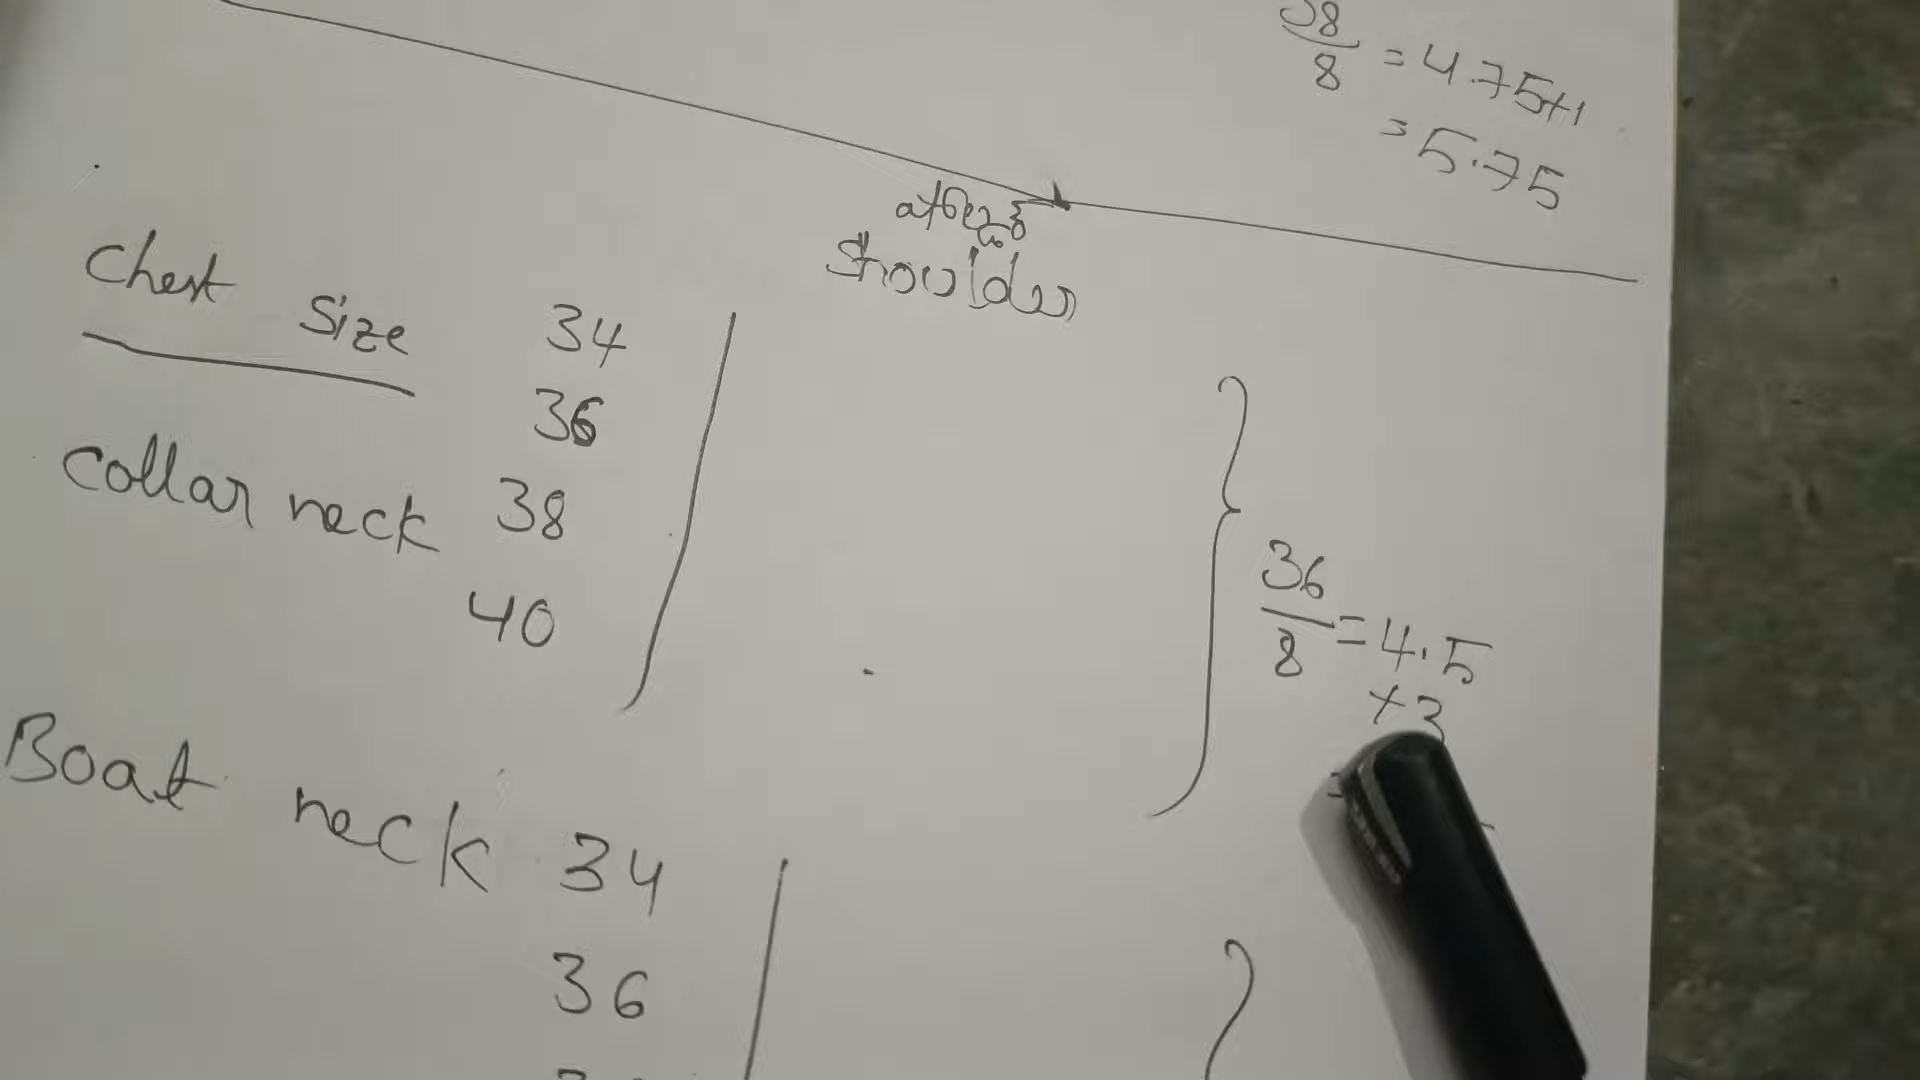 38/8 = 4.75+1
= 5.75
Shoulder
Chest Size 34
36
Collar neck 38
40
36/8 = 4.5
+3
Boat neck 34
36